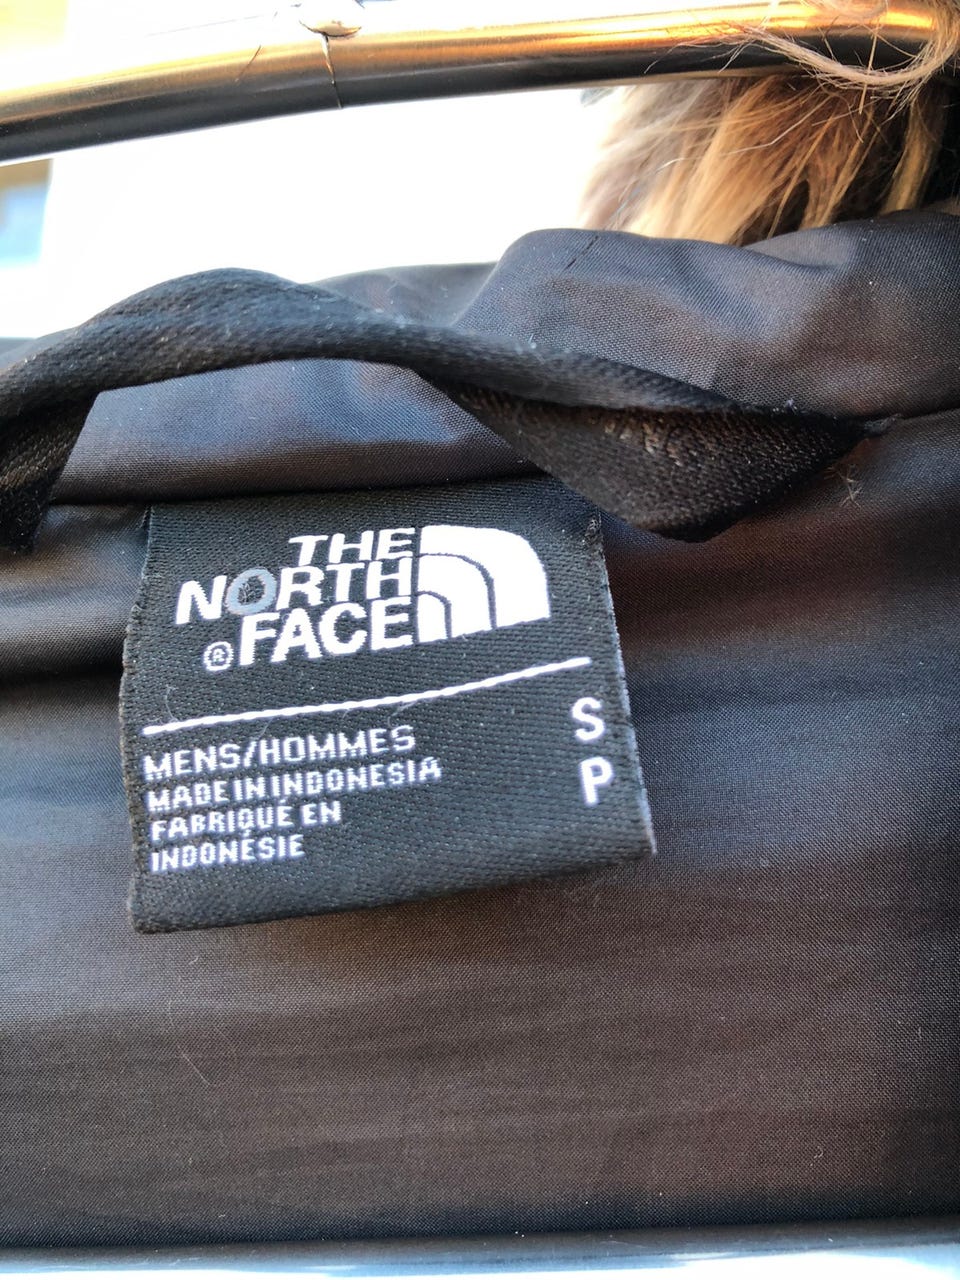 THE
NORTH
® FACE
S
P
MENS/HOMMES
MADE IN INDONESIA
FABRIQUÉ EN
INDONÉSIE